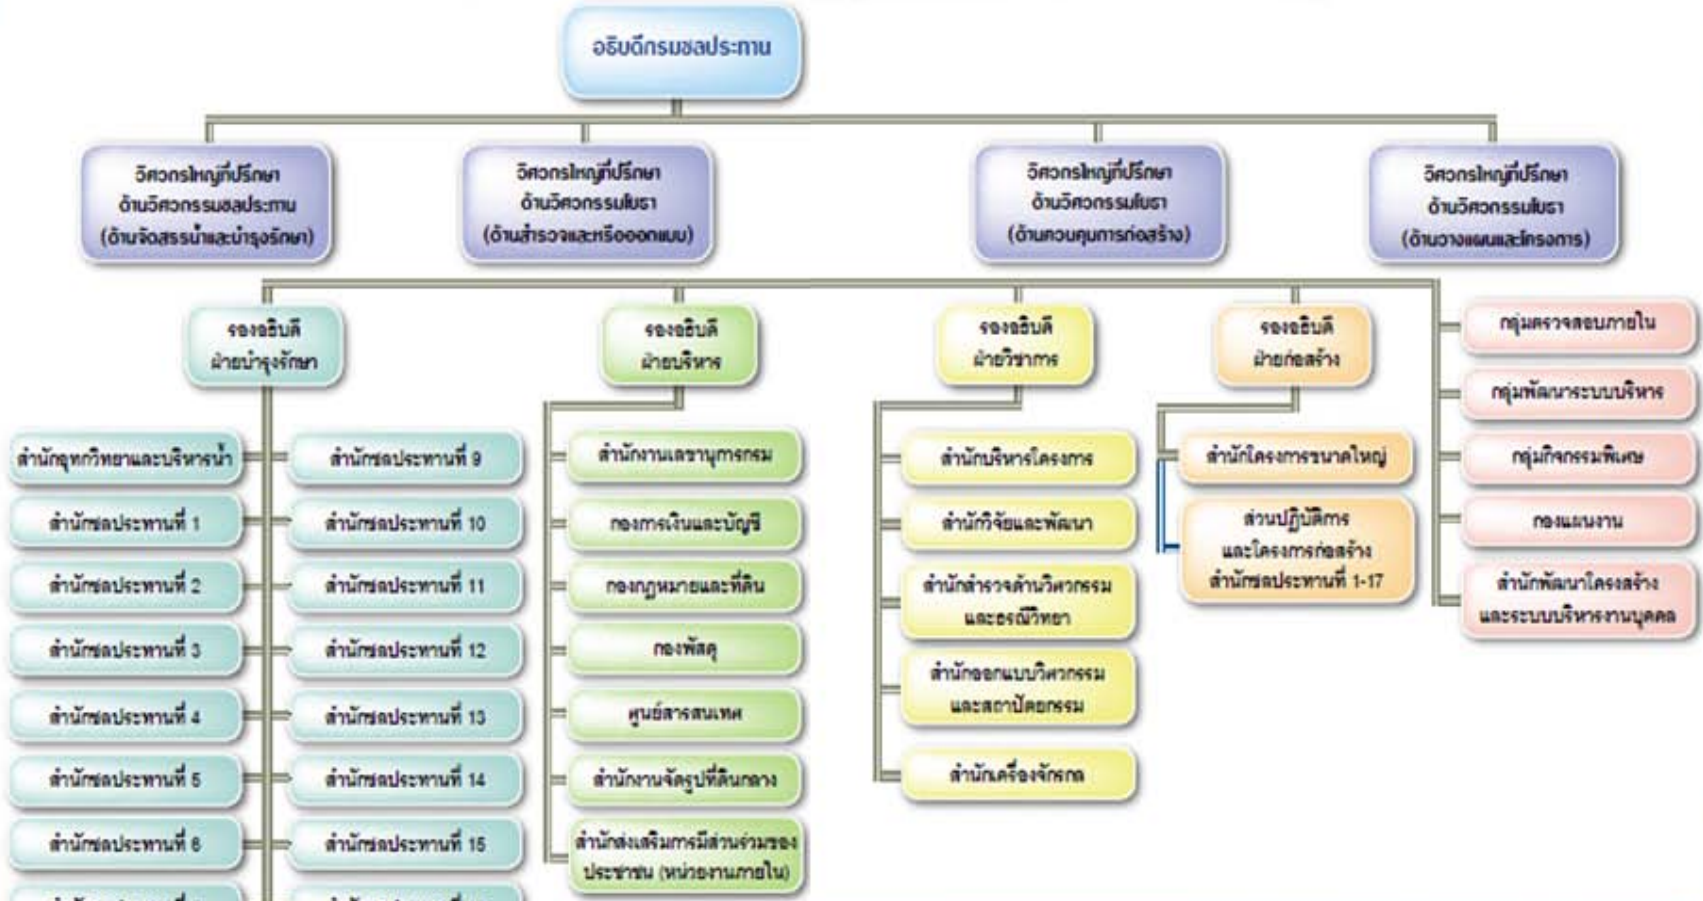 อธิบดีกรมชลประทาน
วิศวกรใหญ่ที่ปรึกษา
ด้านวิศวกรรมชลประทาน
(ด้านจัดสรรน้ำและบำรุงรักษา)
วิศวกรใหญ่ที่ปรึกษา
ด้านวิศวกรรมโยธา
(ด้านสำรวจและหรือออกแบบ)
วิศวกรใหญ่ที่ปรึกษา
ด้านวิศวกรรมโยธา
(ด้านควบคุมการก่อสร้าง)
วิศวกรใหญ่ที่ปรึกษา
ด้านวิศวกรรมโยธา
(ด้านวางแผนและโครงการ)
รองอธิบดี
ฝ่ายบำรุงรักษา
สำนักอุทกวิทยาและบริหารน้ำ
สำนักชลประทานที่ 1
สำนักชลประทานที่ 2
สำนักชลประทานที่ 3
สำนักชลประทานที่ 4
สำนักชลประทานที่ 5
สำนักชลประทานที่ 6
สำนักชลประทานที่ 9
สำนักชลประทานที่ 10
สำนักชลประทานที่ 11
สำนักชลประทานที่ 12
สำนักชลประทานที่ 13
สำนักชลประทานที่ 14
สำนักชลประทานที่ 15
รองอธิบดี
ฝ่ายบริหาร
สำนักงานเลขานุการกรม
กองการเงินและบัญชี
กองกฎหมายและที่ดิน
กองพัสดุ
ศูนย์สารสนเทศ
สำนักงานจัดรูปที่ดินกลาง
สำนักส่งเสริมการมีส่วนร่วมของ
ประชาชน (หน่วยงานภายใน)
รองอธิบดี
ฝ่ายวิชาการ
สำนักบริหารโครงการ
สำนักวิจัยและพัฒนา
สำนักสำรวจด้านวิศวกรรม
และธรณีวิทยา
สำนักออกแบบวิศวกรรม
และสถาปัตยกรรม
สำนักเครื่องจักรกล
รองอธิบดี
ฝ่ายก่อสร้าง
สำนักโครงการขนาดใหญ่
ส่วนปฏิบัติการ
และโครงการก่อสร้าง
สำนักชลประทานที่ 1-17
กลุ่มตรวจสอบภายใน
กลุ่มพัฒนาระบบบริหาร
กลุ่มกิจกรรมพิเศษ
กองแผนงาน
สำนักพัฒนาโครงสร้าง
และระบบบริหารงานบุคคล